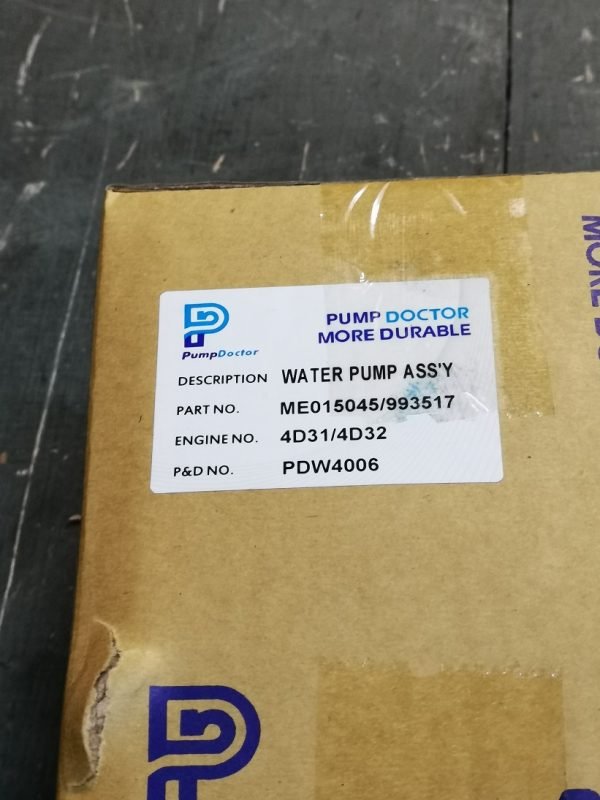 PumpDoctor
PUMP DOCTOR
MORE DURABLE
DESCRIPTION WATER PUMP ASS'Y
PART NO. ME015045/993517
ENGINE NO. 4D31/4D32
P&D NO. PDW4006
MORE